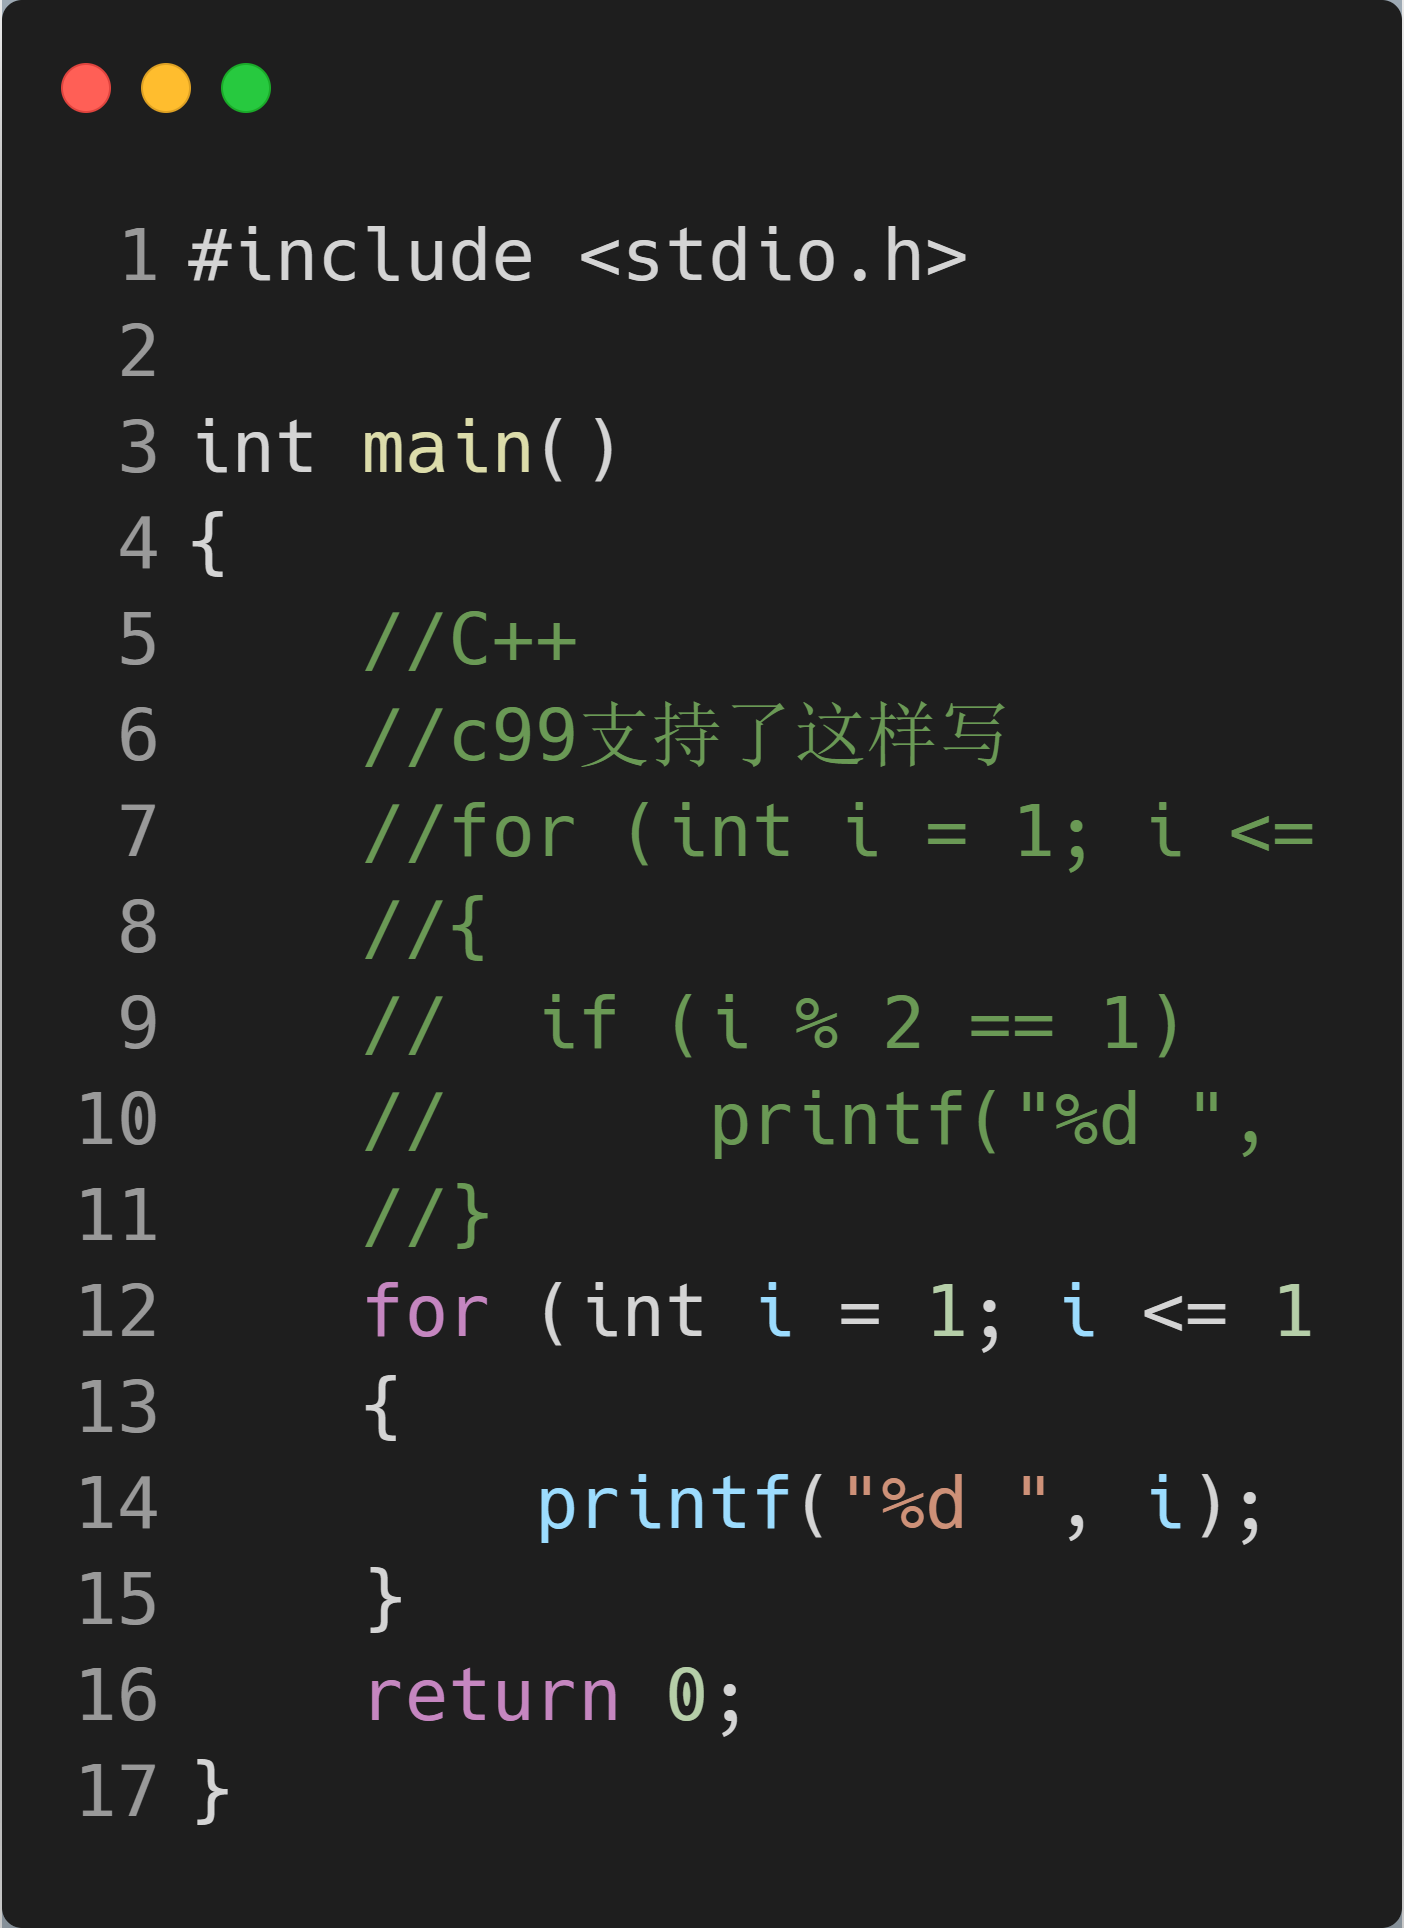 1 #include <stdio.h>
2
3 int main()
4 {
5     //C++
6     //c99支持了这样写
7     //for (int i = 1; i <=
8     //{
9     //  if (i % 2 == 1)
10     //      printf("%d ",
11     //}
12     for (int i = 1; i <= 1
13     {
14         printf("%d ", i);
15     }
16     return 0;
17 }